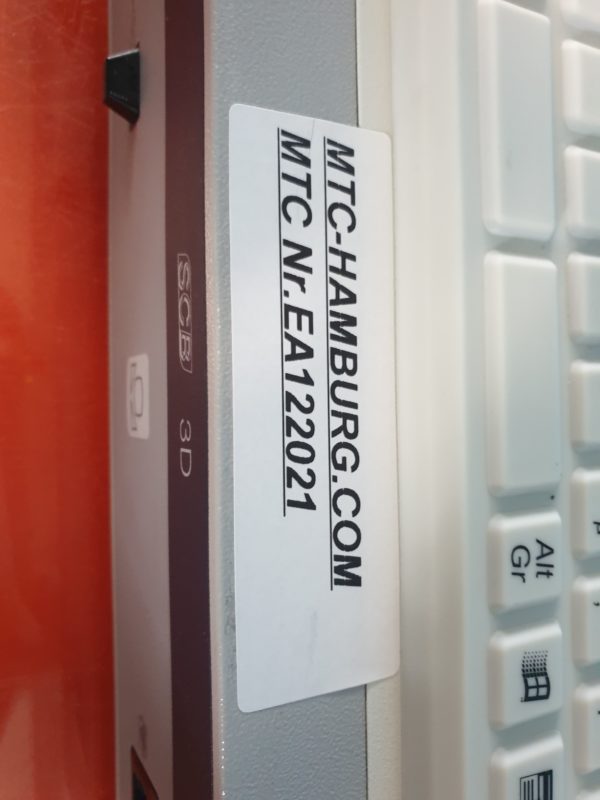 MTC-HAMBURG.COM
MTC Nr.EA122021
SCB 3D
Alt
Gr